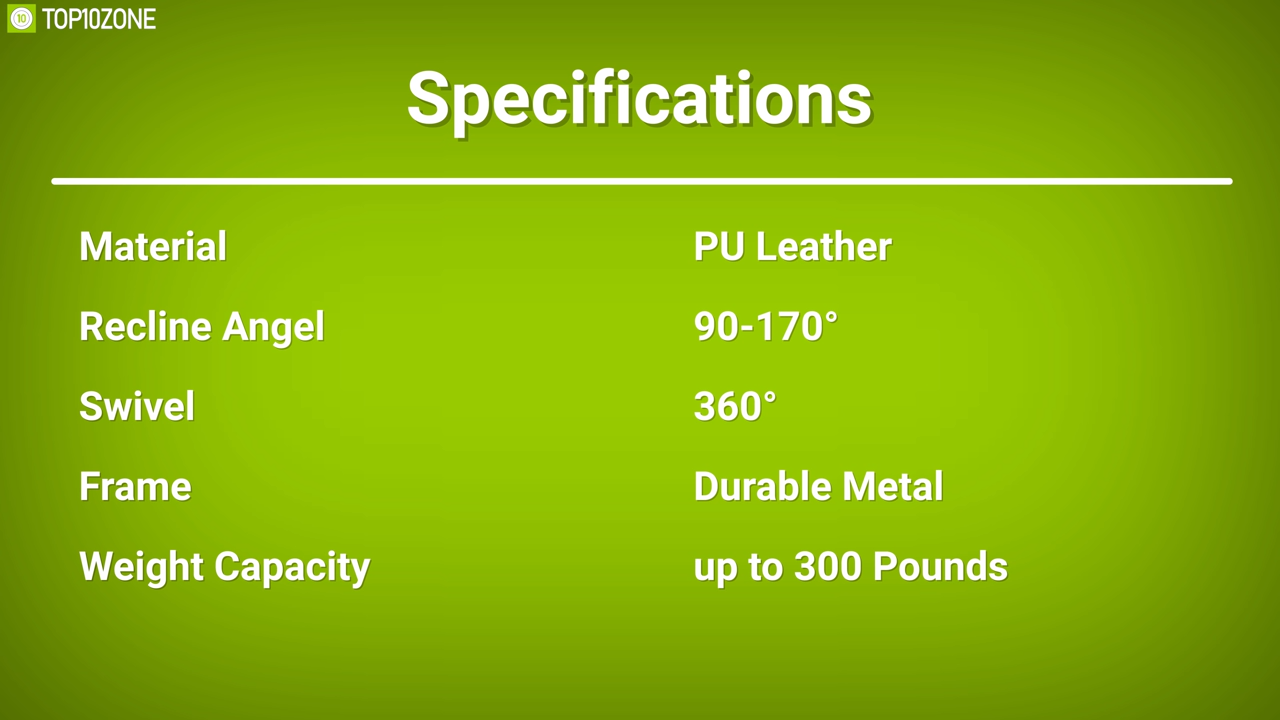 10 TOP10ZONE
Specifications
Material PU Leather
Recline Angel 90-170°
Swivel 360°
Frame Durable Metal
Weight Capacity up to 300 Pounds